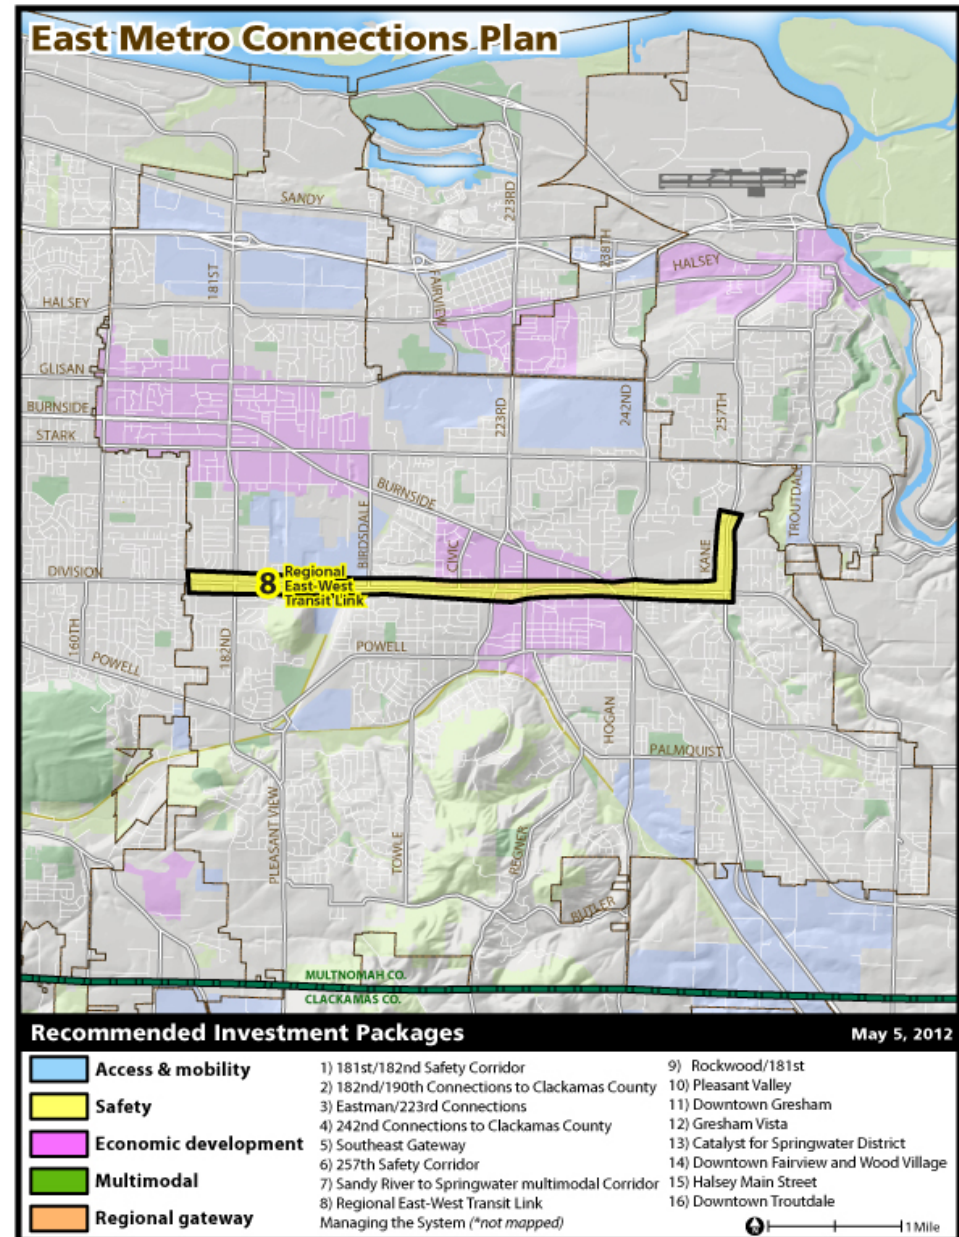 East Metro Connections Plan
SANDY
223RD
238TH
HALSEY
181ST
FAIRVIEW
HALSEY
GLISAN
BURNSIDE
STARK
223RD
242ND
257TH
BURNSIDE
BIRDSDALE
CIVIC
KANE
TROUTDALE
DIVISION
8
Regional
East-West
Transit Link
160TH
182ND
POWELL
POWELL
HOGAN
PALMQUIST
PLEASANT VIEW
TOWLE
REGNER
BUTLER
MULTNOMAH CO.
CLACKAMAS CO.
Recommended Investment Packages
May 5, 2012
Access & mobility
Safety
Economic development
Multimodal
Regional gateway
1) 181st/182nd Safety Corridor
2) 182nd/190th Connections to Clackamas County
3) Eastman/223rd Connections
4) 242nd Connections to Clackamas County
5) Southeast Gateway
6) 257th Safety Corridor
7) Sandy River to Springwater multimodal Corridor
8) Regional East-West Transit Link
Managing the System (*not mapped)
9) Rockwood/181st
10) Pleasant Valley
11) Downtown Gresham
12) Gresham Vista
13) Catalyst for Springwater District
14) Downtown Fairview and Wood Village
15) Halsey Main Street
16) Downtown Troutdale
1 Mile